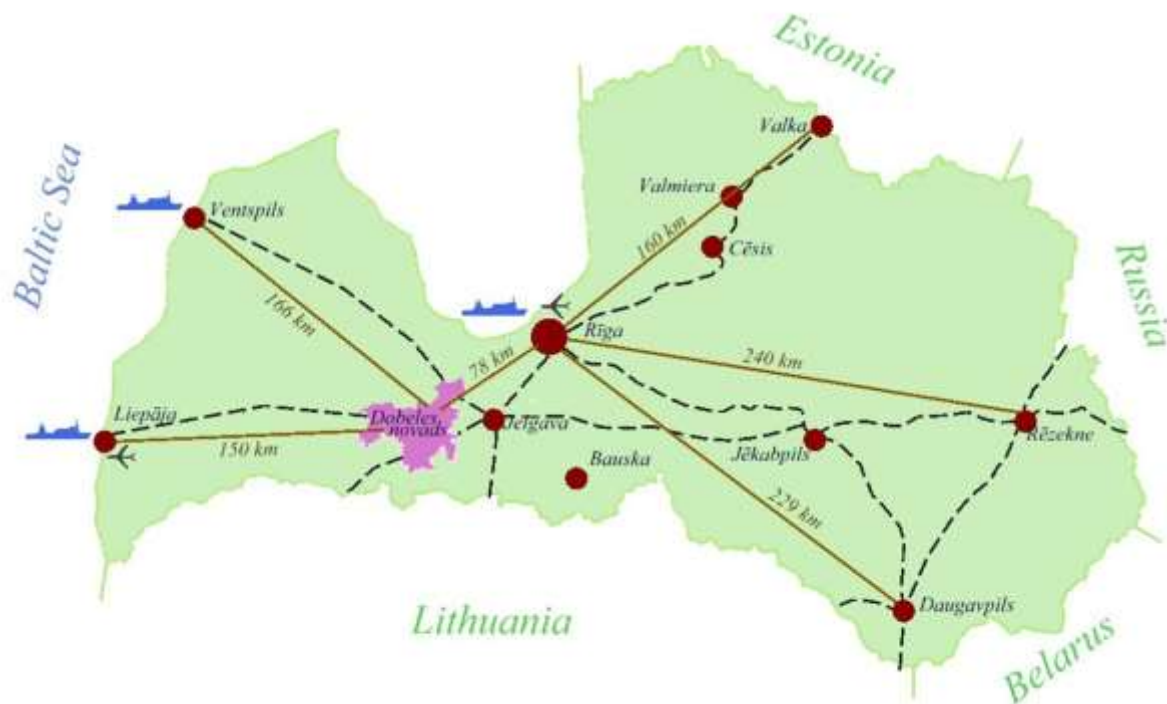 Estonia
Valka
Baltic Sea
Valmiera
Ventspils
160 km
Cēsis
Russia
166 km
Rīga
78 km
240 km
Liepāja
Dobeles
novads
Jelgava
Rēzekne
150 km
Bauska
Jēkabpils
229 km
Lithuania
Daugavpils
Belarus